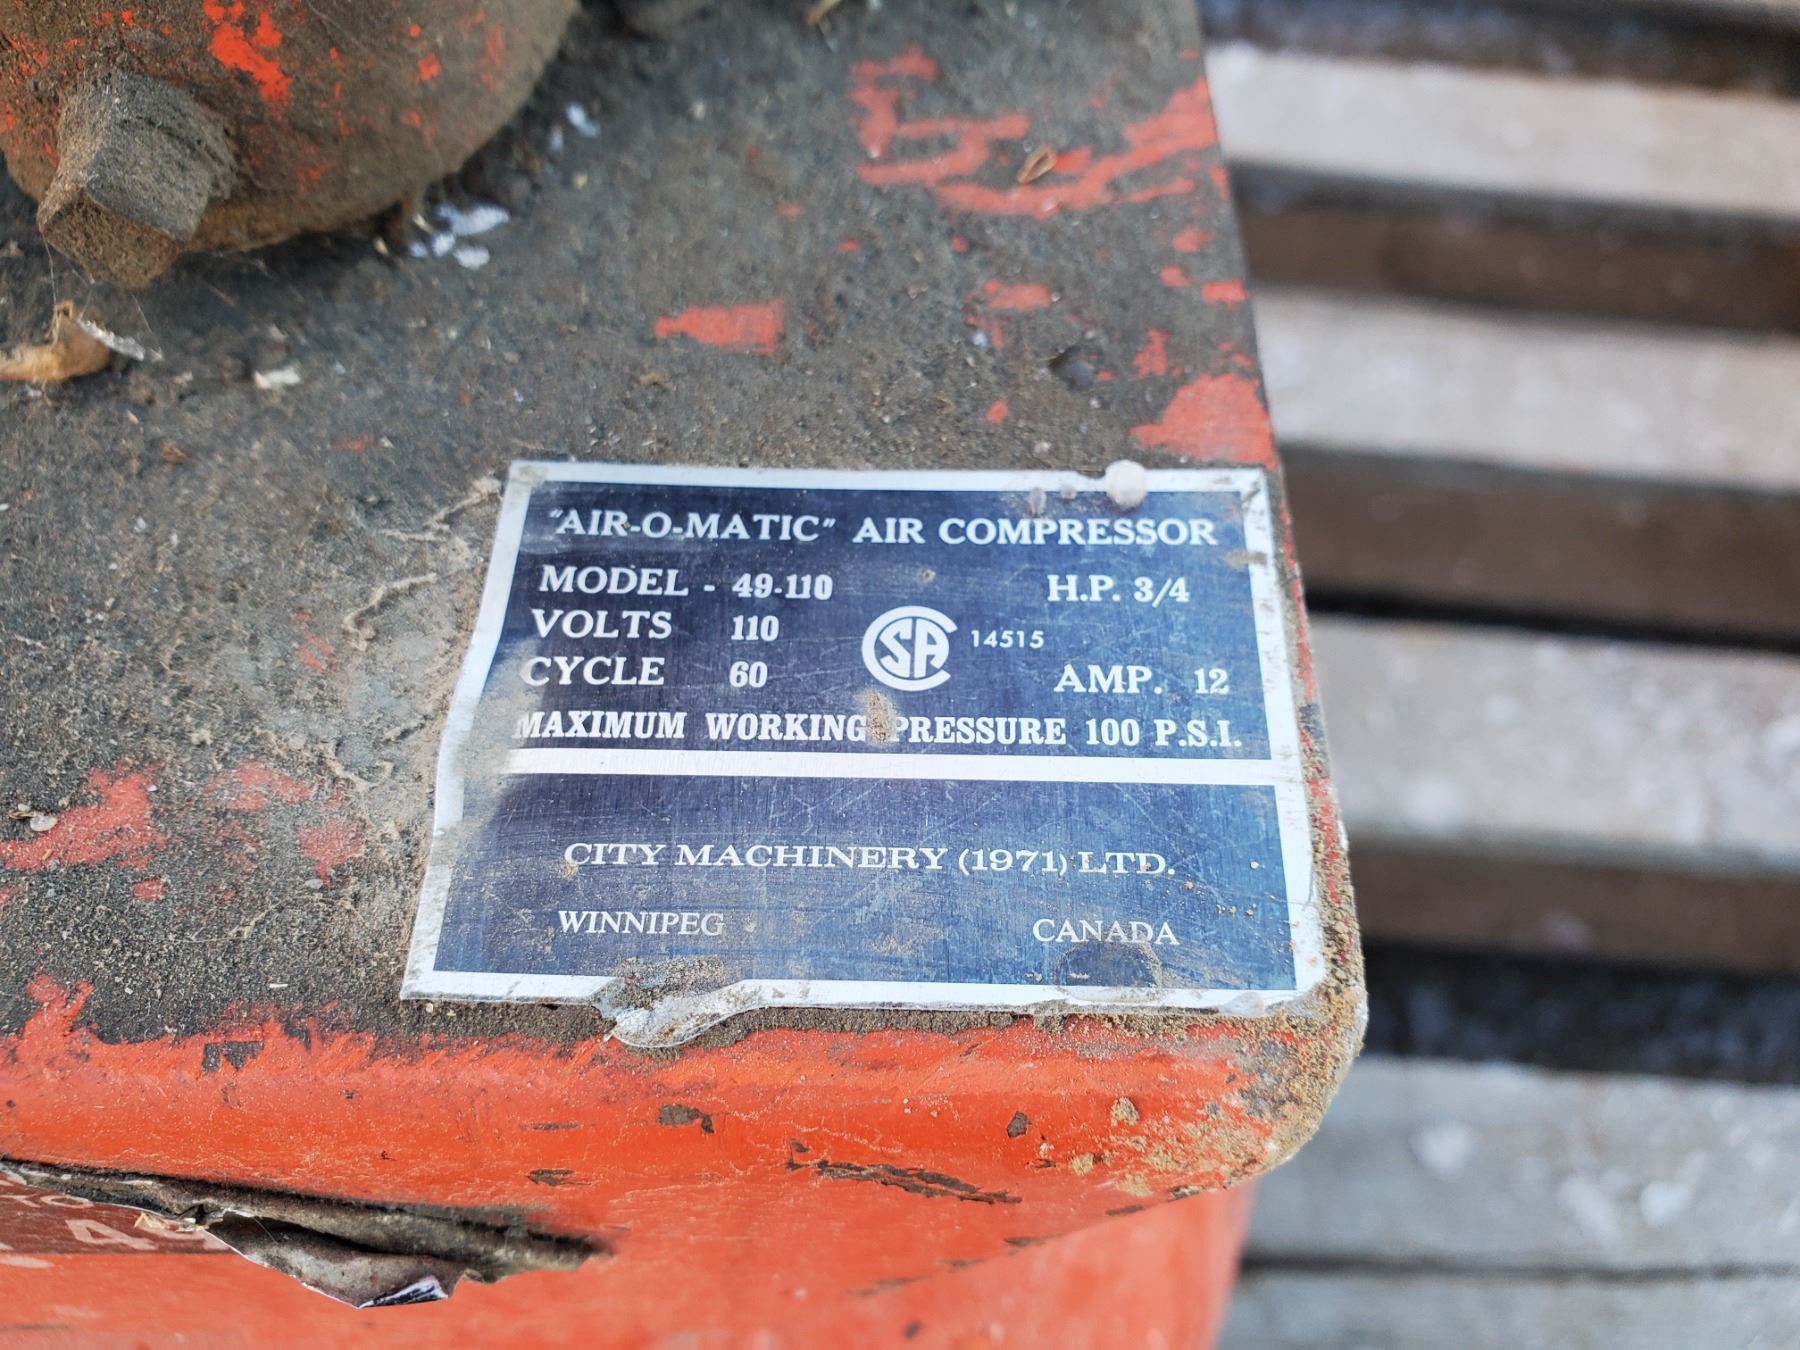 "AIR-O-MATIC" AIR COMPRESSOR
MODEL - 49-110 H.P. 3/4
VOLTS 110 CSA 14515
CYCLE 60 AMP. 12
MAXIMUM WORKING PRESSURE 100 P.S.I.
CITY MACHINERY (1971) LTD.
WINNIPEG CANADA